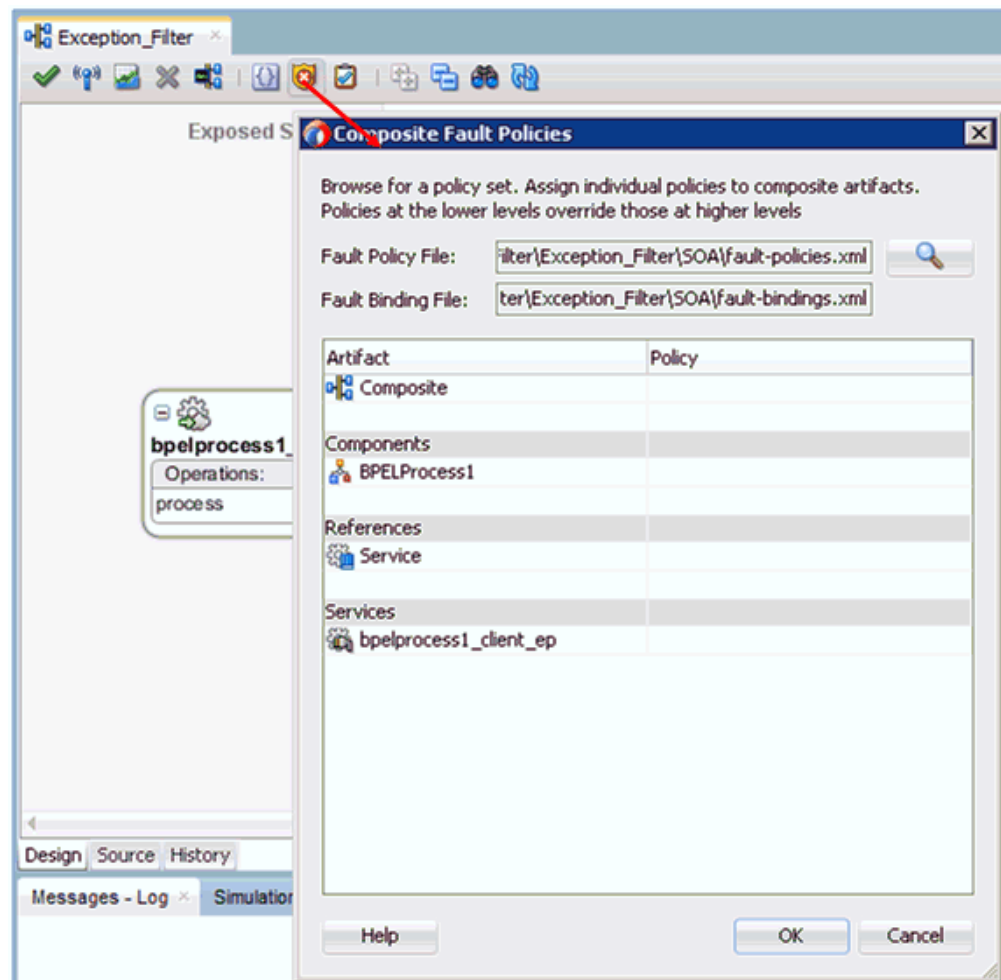 Exception_Filter
Exposed S
Composite Fault Policies
Browse for a policy set. Assign individual policies to composite artifacts.
Policies at the lower levels override those at higher levels
Fault Policy File: ilter\Exception_Filter\SOA\fault-policies.xml
Fault Binding File: ter\Exception_Filter\SOA\fault-bindings.xml
Artifact Policy
Composite
Components
BPELProcess1
References
Service
Services
bpelprocess1_client_ep
bpelprocess1_
Operations:
process
Design Source History
Messages - Log Simulation
Help OK Cancel